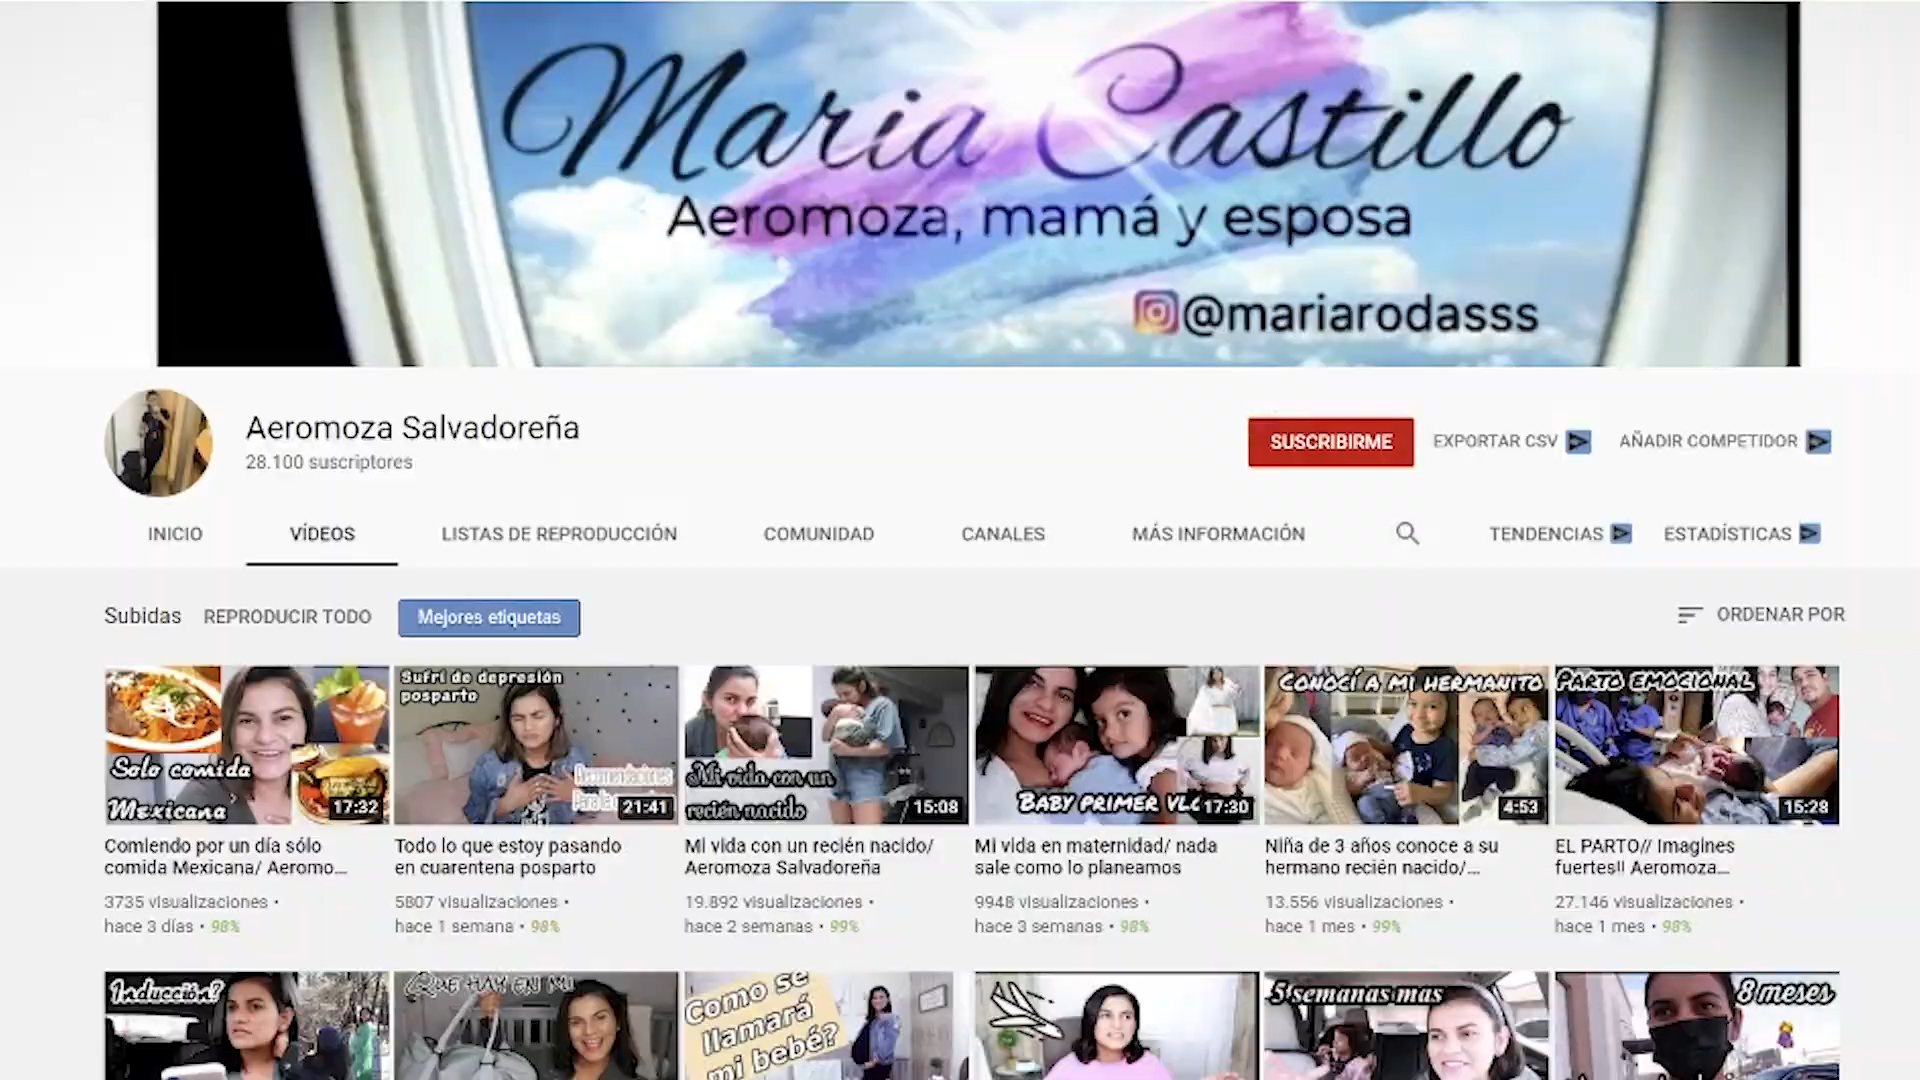 Maria Castillo
Aeromoza, mamá y esposa
@mariarodasss
Aeromoza Salvadoreña
28.100 suscriptores
SUSCRIBIRME
EXPORTAR CSV
AÑADIR COMPETIDOR
INICIO
VÍDEOS
LISTAS DE REPRODUCCIÓN
COMUNIDAD
CANALES
MÁS INFORMACIÓN
TENDENCIAS
ESTADÍSTICAS
Subidas
REPRODUCIR TODO
Mejores etiquetas
ORDENAR POR
Solo comida
Mexicana
17:32
Sufrí de depresión
posparto
21:41
Mi vida con un
recién nacido
15:08
BABY PRIMER
17:30
CONOCÍ A MI HERMANITO
4:53
PARTO EMOCIONAL
15:28
Comiendo por un día sólo
comida Mexicana/ Aeromo...
3735 visualizaciones •
hace 3 días • 98%
Todo lo que estoy pasando
en cuarentena posparto
5807 visualizaciones •
hace 1 semana • 98%
Mi vida con un recién nacido/
Aeromoza Salvadoreña
19.892 visualizaciones •
hace 2 semanas • 99%
Mi vida en maternidad/ nada
sale como lo planeamos
9948 visualizaciones •
hace 3 semanas • 98%
Niña de 3 años conoce a su
hermano recién nacido/...
13.556 visualizaciones •
hace 1 mes • 99%
EL PARTO// Imagines
fuertes!! Aeromoza...
27.146 visualizaciones •
hace 1 mes • 98%
Inducción?
QUE HAY EN MI
Como se
llamará
mi bebé?
5 semanas mas
8 meses